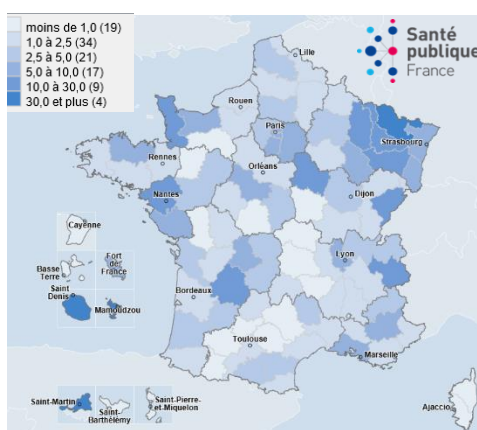 moins de 1,0 (19)
1,0 à 2,5 (34)
2,5 à 5,0 (21)
5,0 à 10,0 (17)
10,0 à 30,0 (9)
30,0 et plus (4)
Santé
publique
France
Lille
Rouen
Paris
Strasbourg
Rennes
Orléans
Nantes
Dijon
Cayenne
Basse
Terre
Fort
de
France
Saint
Denis
Mamoudzou
Lyon
Bordeaux
Toulouse
Marseille
Saint-Martin
Saint-
Barthélémy
Saint-Pierre-
et-Miquelon
Ajaccio